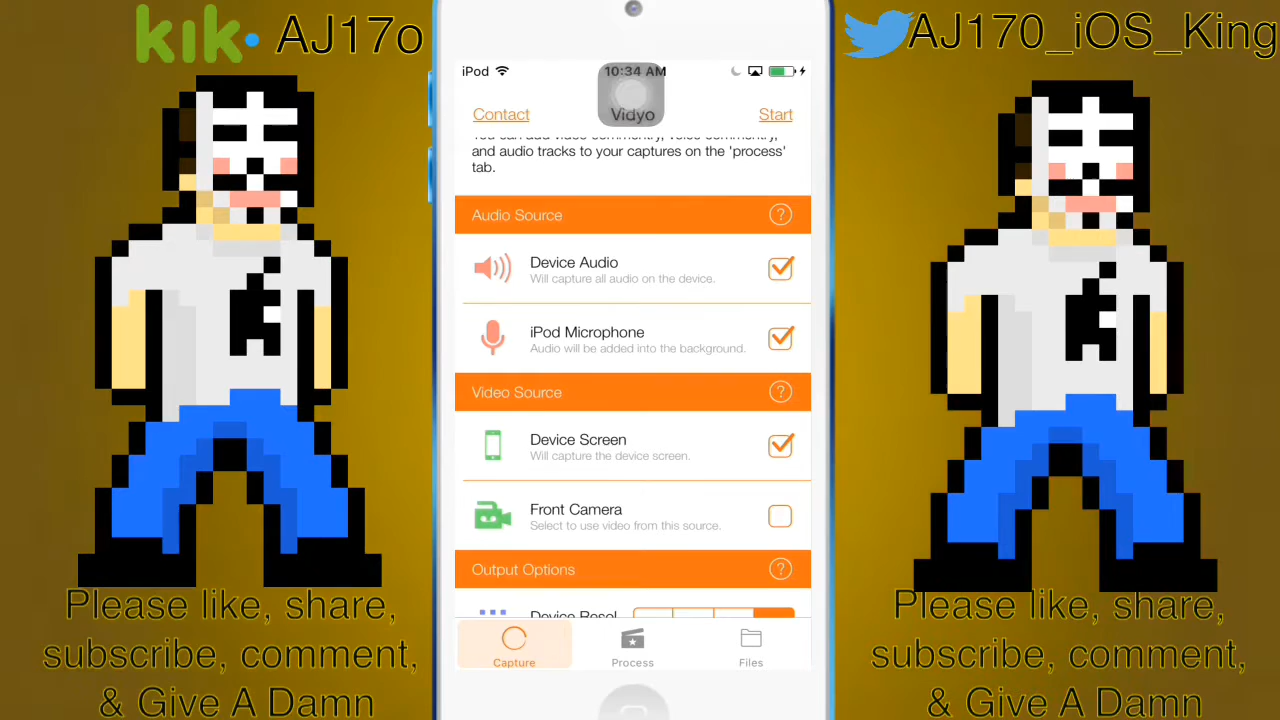 kik• AJ17o
AJ170_iOS_King
iPod
10:34 AM
Contact
Vidyo
Start
You can add video commentry, voice commentry,
and audio tracks to your captures on the 'process'
tab.
Audio Source
?
Device Audio
Will capture all audio on the device.
iPod Microphone
Audio will be added into the background.
Video Source
?
Device Screen
Will capture the device screen.
Front Camera
Select to use video from this source.
Output Options
?
Device Resol
Capture
Process
Files
Please like, share,
subscribe, comment,
& Give A Damn
Please like, share,
subscribe, comment,
& Give A Damn